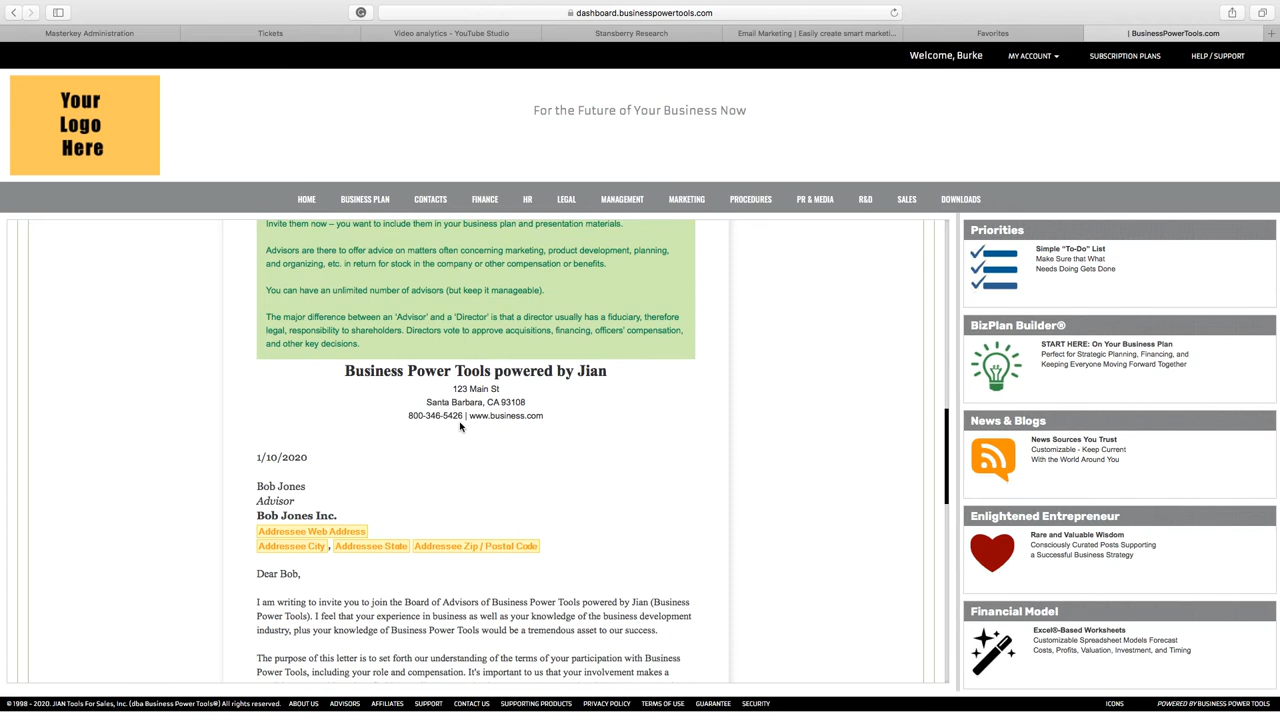 dashboard.businesspowertools.com
Masterkey Administration
Tickets
Video analytics - YouTube Studio
Stansberry Research
Email Marketing | Easily create smart marketi...
Favorites
| BusinessPowerTools.com
Welcome, Burke
MY ACCOUNT
SUBSCRIPTION PLANS
HELP / SUPPORT
Your
Logo
Here
For the Future of Your Business Now
HOME
BUSINESS PLAN
CONTACTS
FINANCE
HR
LEGAL
MANAGEMENT
MARKETING
PROCEDURES
PR & MEDIA
R&D
SALES
DOWNLOADS
Invite them now – you want to include them in your business plan and presentation materials.
Advisors are there to offer advice on matters often concerning marketing, product development, planning,
and organizing, etc. in return for stock in the company or other compensation or benefits.
You can have an unlimited number of advisors (but keep it manageable).
The major difference between an 'Advisor' and a 'Director' is that a director usually has a fiduciary, therefore
legal, responsibility to shareholders. Directors vote to approve acquisitions, financing, officers' compensation,
and other key decisions.
Business Power Tools powered by Jian
123 Main St
Santa Barbara, CA 93108
800-346-5426 | www.business.com
1/10/2020
Bob Jones
Advisor
Bob Jones Inc.
Addressee Web Address
Addressee City , Addressee State Addressee Zip / Postal Code
Dear Bob,
I am writing to invite you to join the Board of Advisors of Business Power Tools powered by Jian (Business
Power Tools). I feel that your experience in business as well as your knowledge of the business development
industry, plus your knowledge of Business Power Tools would be a tremendous asset to our success.
The purpose of this letter is to set forth our understanding of the terms of your participation with Business
Power Tools, including your role and compensation. It's important to us that your involvement makes a
Priorities
Simple "To-Do" List
Make Sure that What
Needs Doing Gets Done
BizPlan Builder®
START HERE: On Your Business Plan
Perfect for Strategic Planning, Financing, and
Keeping Everyone Moving Forward Together
News & Blogs
News Sources You Trust
Customizable - Keep Current
With the World Around You
Enlightened Entrepreneur
Rare and Valuable Wisdom
Consciously Curated Posts Supporting
a Successful Business Strategy
Financial Model
Excel®-Based Worksheets
Customizable Spreadsheet Models Forecast
Costs, Profits, Valuation, Investment, and Timing
© 1998 - 2020. JIAN Tools For Sales, Inc. (dba Business Power Tools®) All rights reserved.
ABOUT US
ADVISORS
AFFILIATES
SUPPORT
CONTACT US
SUPPORTING PRODUCTS
PRIVACY POLICY
TERMS OF USE
GUARANTEE
SECURITY
ICONS
POWERED BY BUSINESS POWER TOOLS